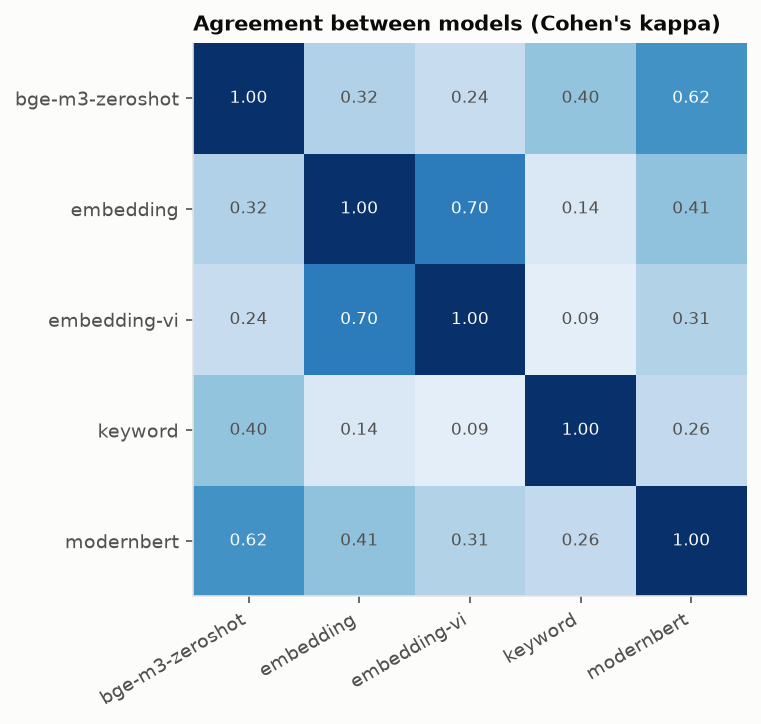 Agreement between models (Cohen's kappa)
bge-m3-zeroshot 1.00 0.32 0.24 0.40 0.62
embedding 0.32 1.00 0.70 0.14 0.41
embedding-vi 0.24 0.70 1.00 0.09 0.31
keyword 0.40 0.14 0.09 1.00 0.26
modernbert 0.62 0.41 0.31 0.26 1.00
bge-m3-zeroshot embedding embedding-vi keyword modernbert